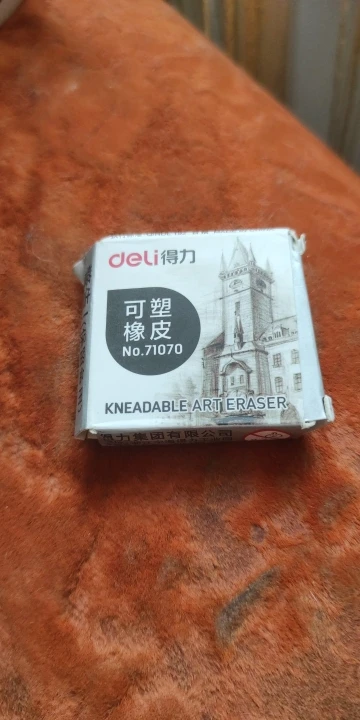 deli得力
可塑
橡皮
No.71070
KNEADABLE ART ERASER
得力集团有限公司